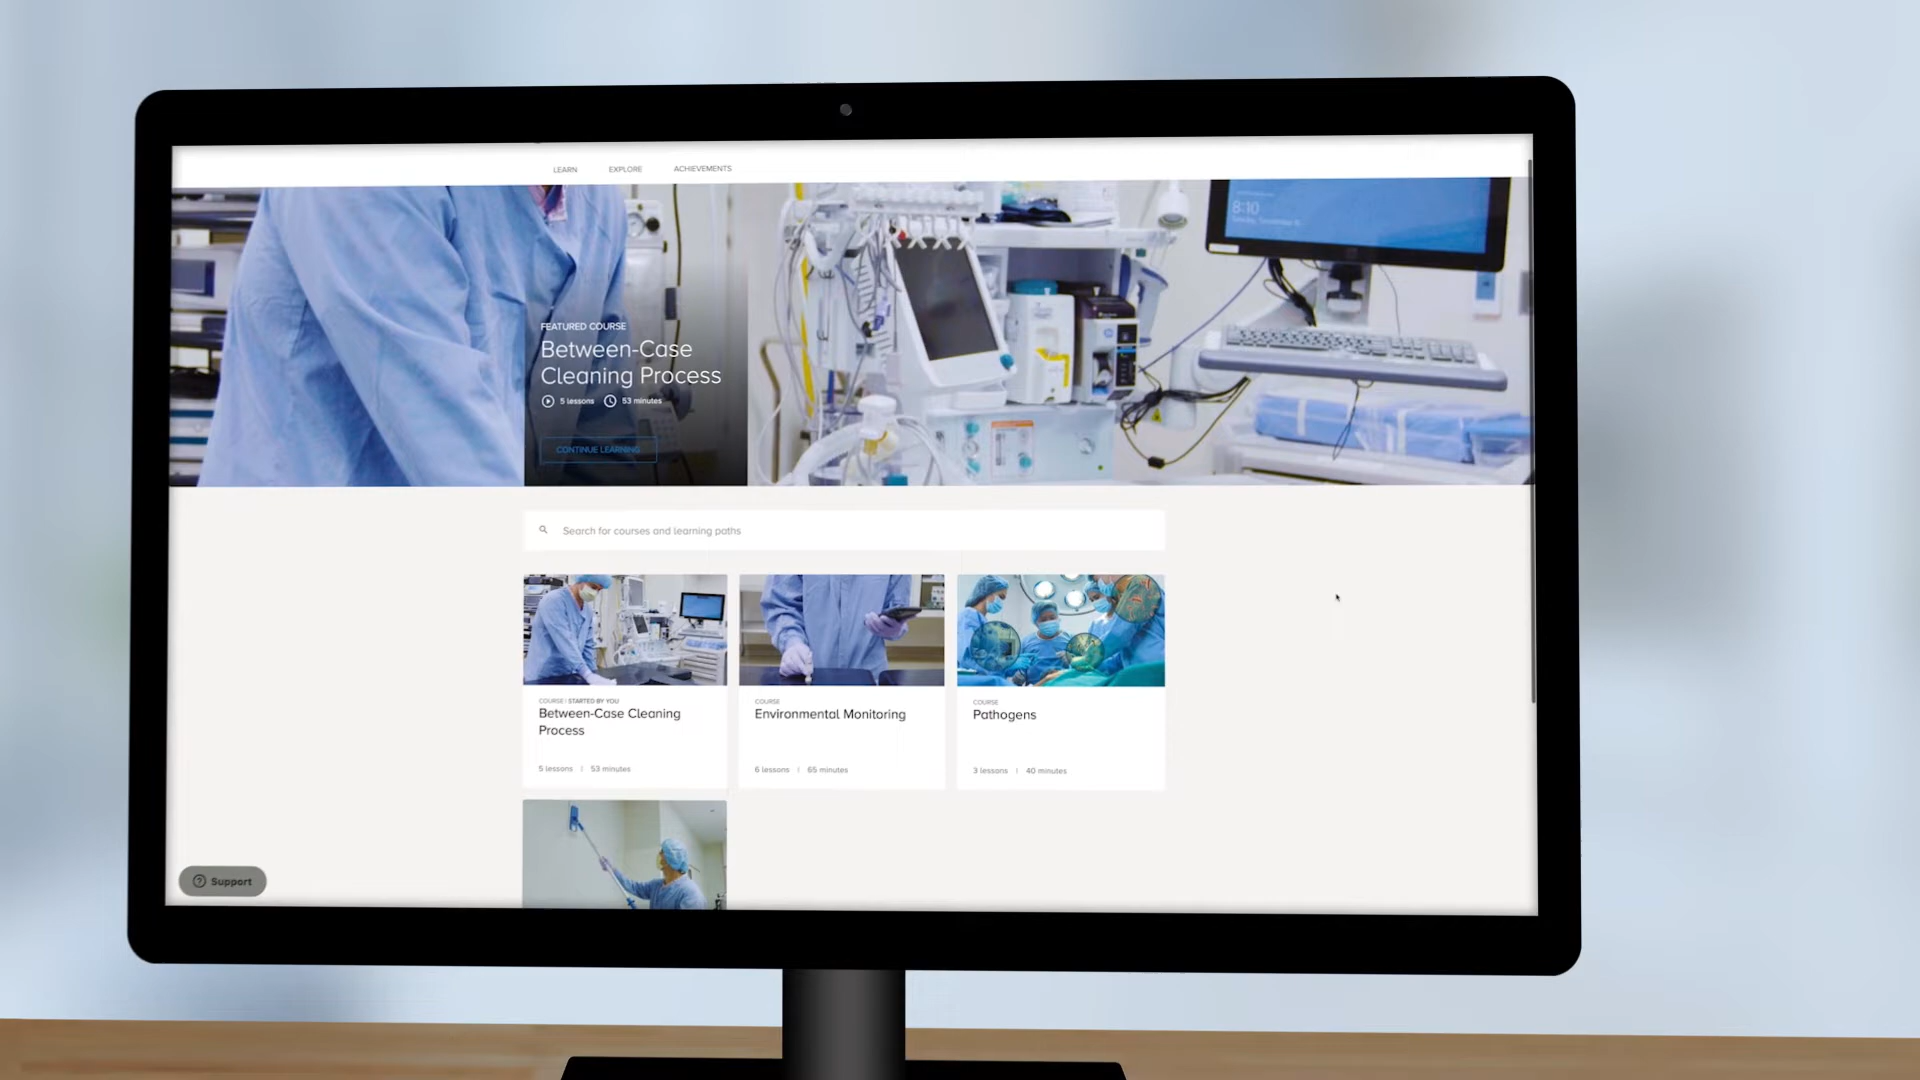 LEARN EXPLORE ACHIEVEMENTS
8:10
FEATURED COURSE
Between-Case
Cleaning Process
5 lessons 53 minutes
CONTINUE LEARNING
Search for courses and learning paths
COURSE | STARTED BY YOU
Between-Case Cleaning
Process
5 lessons | 53 minutes
COURSE
Environmental Monitoring
6 lessons | 65 minutes
COURSE
Pathogens
3 lessons | 40 minutes
Support